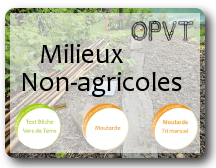 OPVT
Milieux
Non-agricoles
Test Bêche
Vers de Terre
Moutarde
Moutarde
Tri manuel